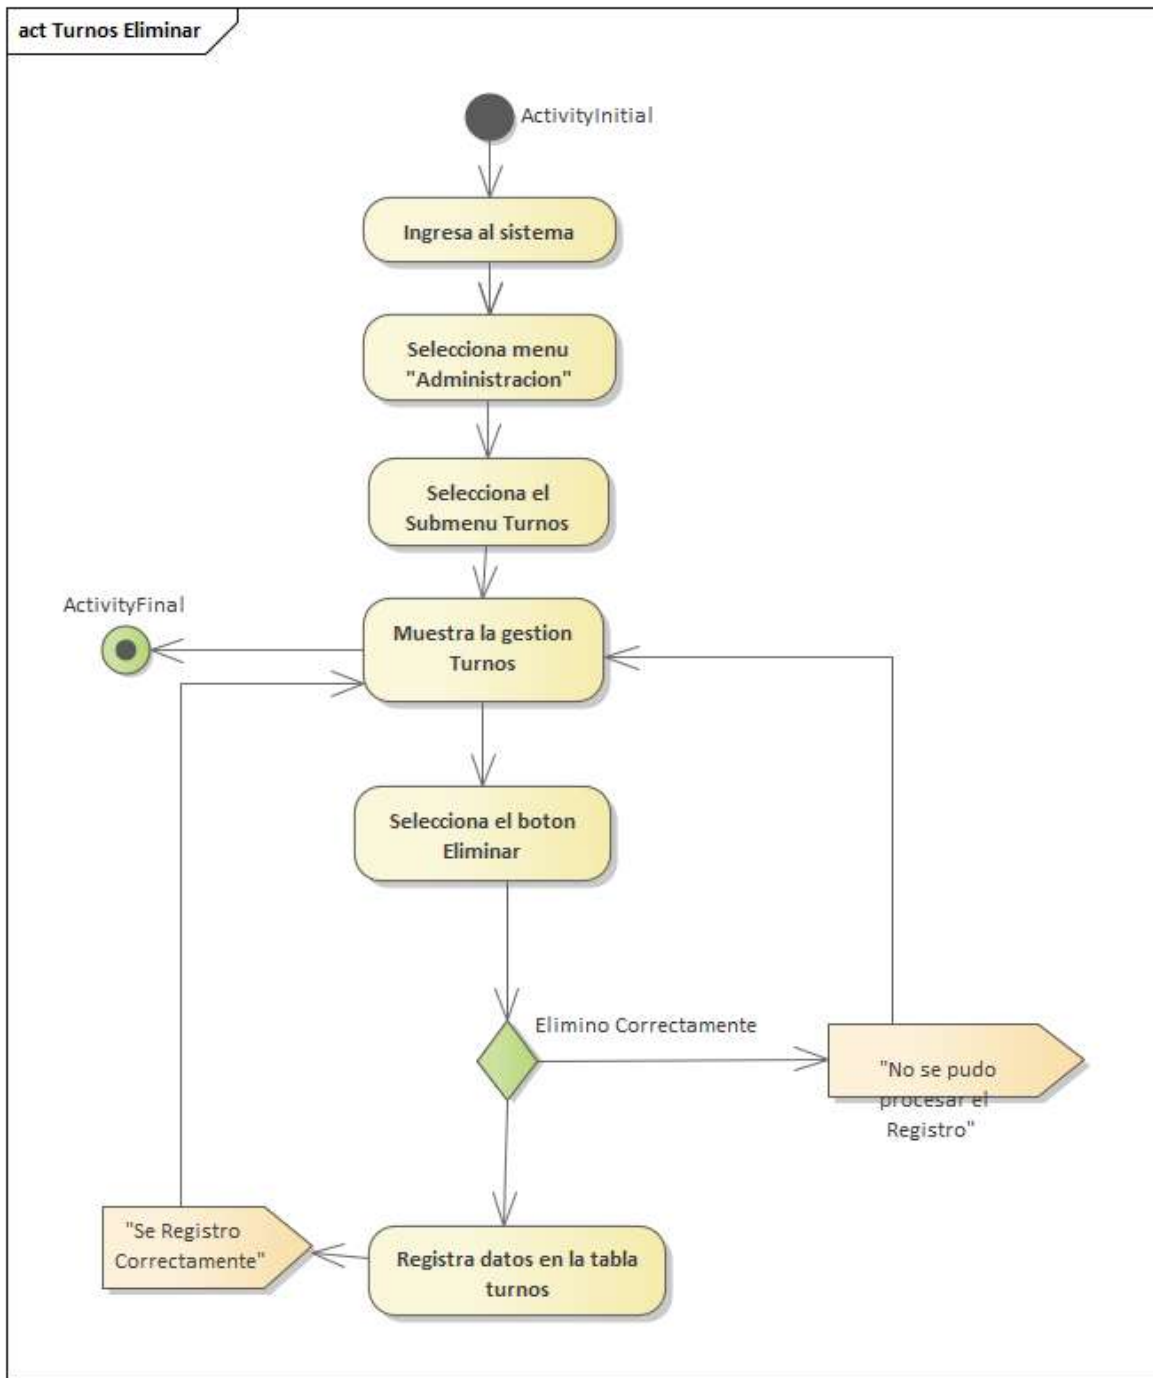 act Turnos Eliminar
ActivityInitial
Ingresa al sistema
Selecciona menu
"Administracion"
Selecciona el
Submenu Turnos
ActivityFinal
Muestra la gestion
Turnos
Selecciona el boton
Eliminar
Elimino Correctamente
"No se pudo
procesar el
Registro"
"Se Registro
Correctamente"
Registra datos en la tabla
turnos